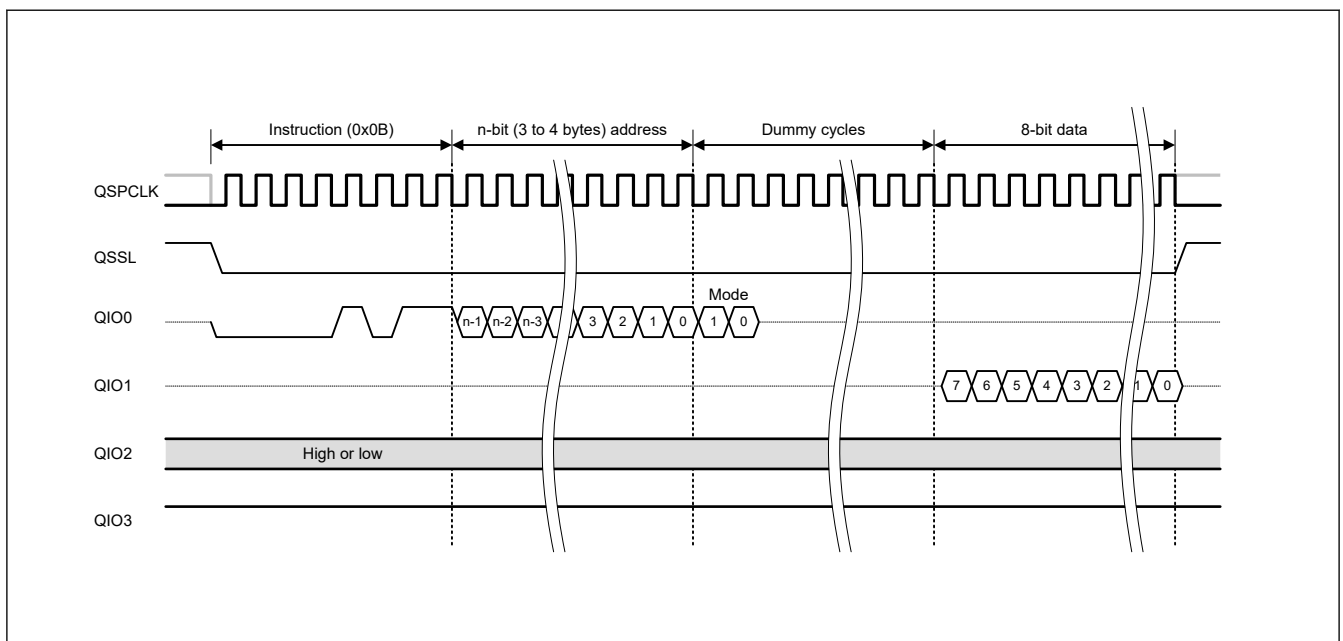 Instruction (0x0B) n-bit (3 to 4 bytes) address Dummy cycles 8-bit data
QSPCLK
QSSL
Mode
QIO0 n-1 n-2 n-3 3 2 1 0 1 0
QIO1 7 6 5 4 3 2 1 0
QIO2 High or low
QIO3